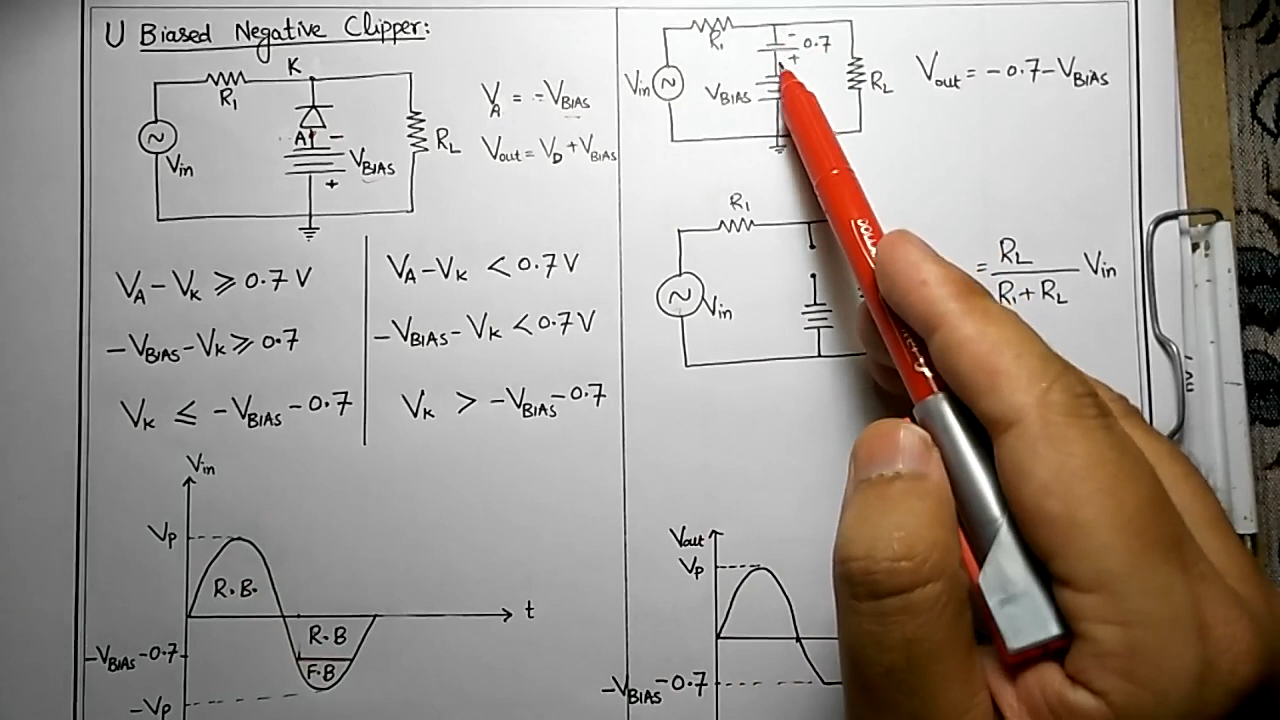 U Biased Negative Clipper:
K
R1
A
-
VBIAS
+
Vin
RL
VA = -VBIAS
Vout = VD + VBIAS
VA - VK ⩾ 0.7 V
-VBIAS - VK ⩾ 0.7
VK ≤ -VBIAS - 0.7
VA - VK < 0.7 V
-VBIAS - VK < 0.7 V
VK > -VBIAS - 0.7
Vin
VP
R.B.
R.B
F.B
t
-VBIAS - 0.7
-VP
R1
-
0.7
+
Vin
VBIAS
RL
Vout = -0.7 - VBIAS
R1
Vin
= RL
R1 + RL
Vin
Vout
VP
-VBIAS - 0.7